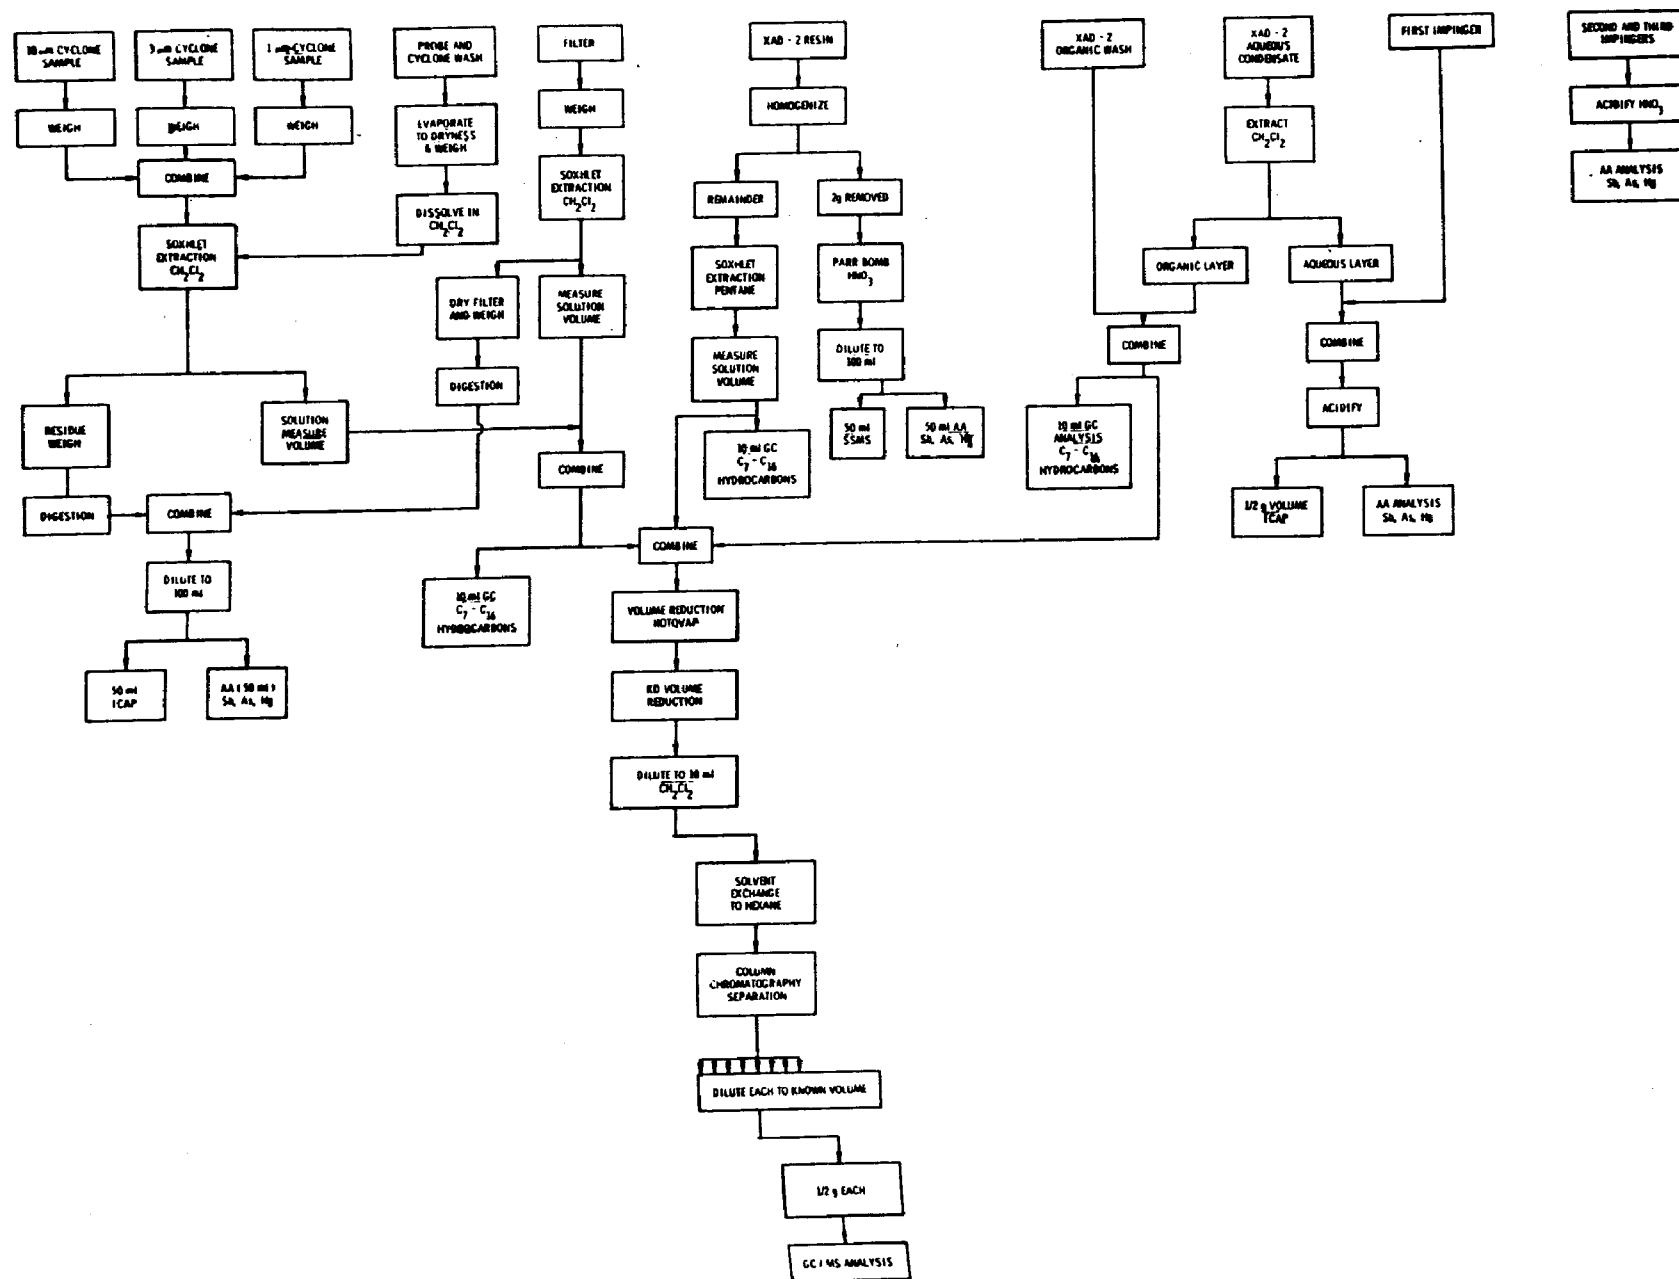 10 µm CYCLONE
SAMPLE
3 µm CYCLONE
SAMPLE
1 µm CYCLONE
SAMPLE
PROBE AND
CYCLONE WASH
FILTER
XAD - 2 RESIN
XAD - 2
ORGANIC WASH
XAD - 2
AQUEOUS
CONDENSATE
FIRST IMPINGER
SECOND AND THIRD
IMPINGERS
WEIGH
WEIGH
WEIGH
EVAPORATE
TO DRYNESS
& WEIGH
WEIGH
HOMOGENIZE
EXTRACT
CH2Cl2
ACIDIFY HNO3
COMBINE
DISSOLVE IN
CH2Cl2
SOXHLET
EXTRACTION
CH2Cl2
REMAINDER
2g REMOVED
AA ANALYSIS
Sb, As, Hg
SOXHLET
EXTRACTION
CH2Cl2
DRY FILTER
AND WEIGH
MEASURE
SOLUTION
VOLUME
SOXHLET
EXTRACTION
PENTANE
PARR BOMB
HNO3
ORGANIC LAYER
AQUEOUS LAYER
MEASURE
SOLUTION
VOLUME
DILUTE TO
100 ml
COMBINE
COMBINE
DIGESTION
ACIDIFY
RESIDUE
WEIGH
SOLUTION
MEASURE
VOLUME
COMBINE
10 ml GC
C7 - C16
HYDROCARBONS
50 ml
SSMS
50 ml AA
Sb, As, Hg
10 ml GC
ANALYSIS
C7 - C16
HYDROCARBONS
DIGESTION
COMBINE
1/2 g VOLUME
ICAP
AA ANALYSIS
Sb, As, Hg
COMBINE
DILUTE TO
100 ml
10 ml GC
C7 - C16
HYDROCARBONS
VOLUME REDUCTION
ROTOVAP
50 ml
ICAP
AA (50 ml)
Sb, As, Hg
KD VOLUME
REDUCTION
DILUTE TO 10 ml
CH2CL2
SOLVENT
EXCHANGE
TO HEXANE
COLUMN
CHROMATOGRAPHY
SEPARATION
DILUTE EACH TO KNOWN VOLUME
1/2 g EACH
GC / MS ANALYSIS